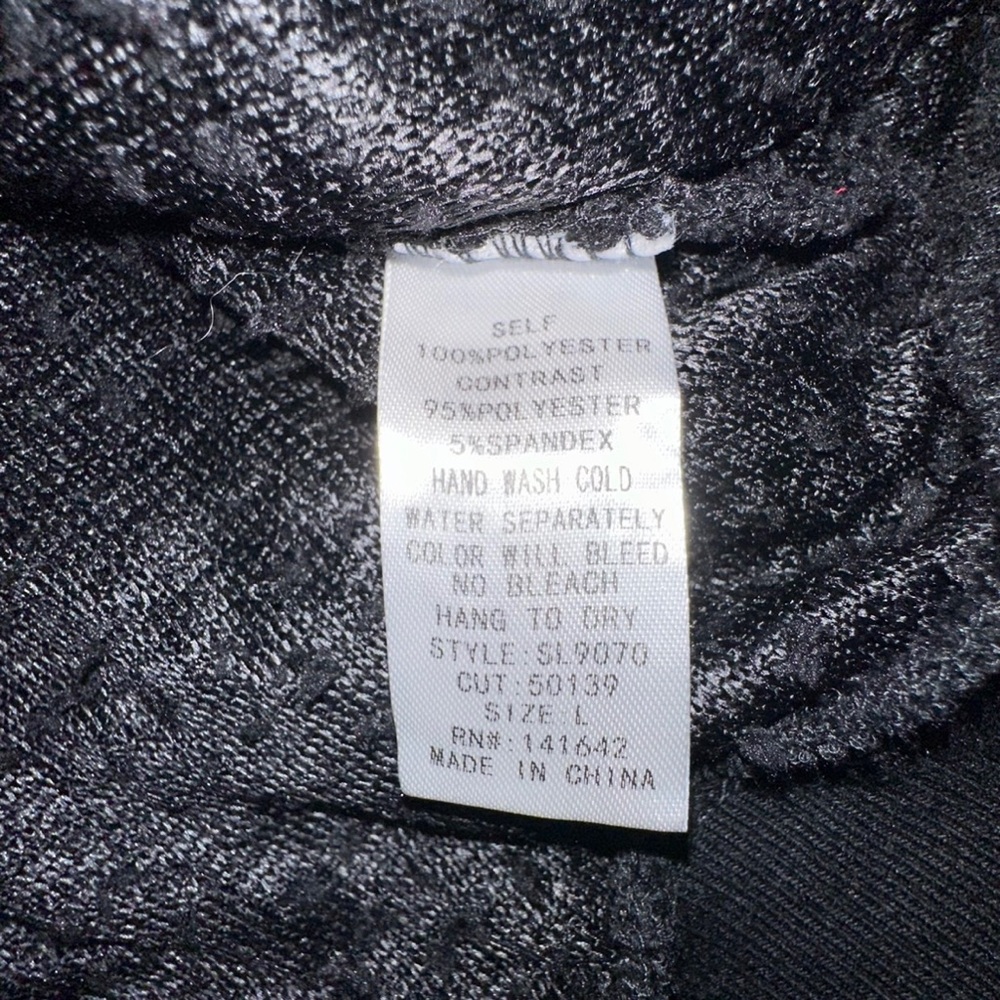 SELF
100%POLYESTER
CONTRAST
95%POLYESTER
5%SPANDEX
HAND WASH COLD
WATER SEPARATELY
COLOR WILL BLEED
NO BLEACH
HANG TO DRY
STYLE:SL9070
CUT:50139
SIZE:L
RN#:141642
MADE IN CHINA